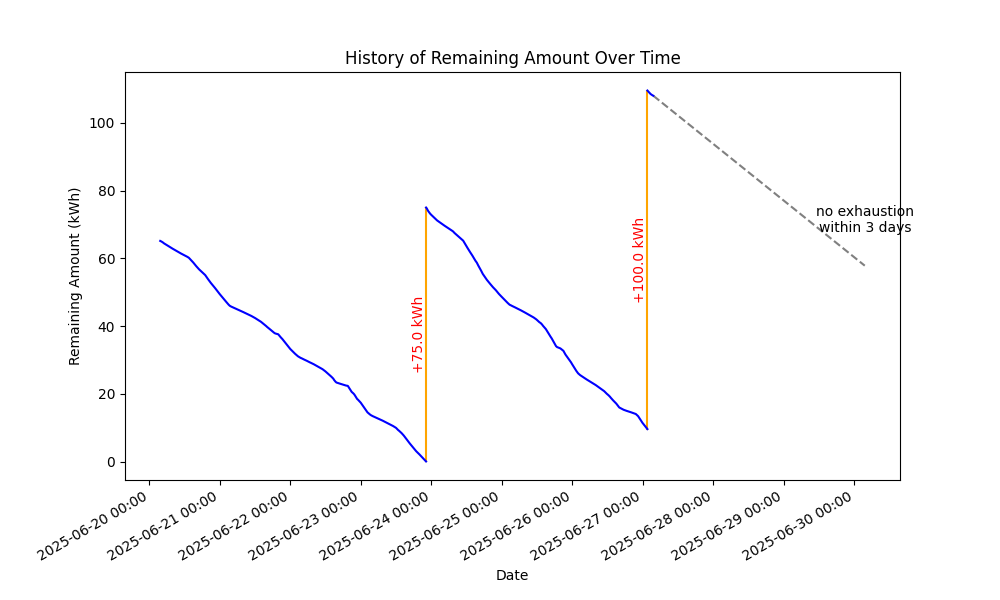 History of Remaining Amount Over Time
Remaining Amount (kWh)
100
80
60
40
20
0
+75.0 kWh
+100.0 kWh
no exhaustion
within 3 days
2025-06-20 00:00
2025-06-21 00:00
2025-06-22 00:00
2025-06-23 00:00
2025-06-24 00:00
2025-06-25 00:00
2025-06-26 00:00
2025-06-27 00:00
2025-06-28 00:00
2025-06-29 00:00
2025-06-30 00:00
Date